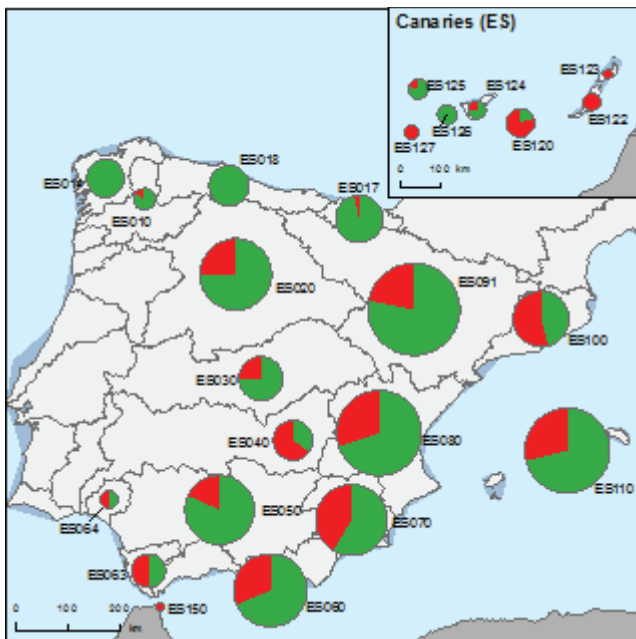 Canaries (ES)
ES123
ES125
ES124
ES126
ES122
ES127
ES120
0 100 km
ES014
ES018
ES010
ES017
ES020
ES091
ES100
ES030
ES040
ES080
ES110
ES064
ES050
ES070
ES063
ES060
ES150
0 100 200
km